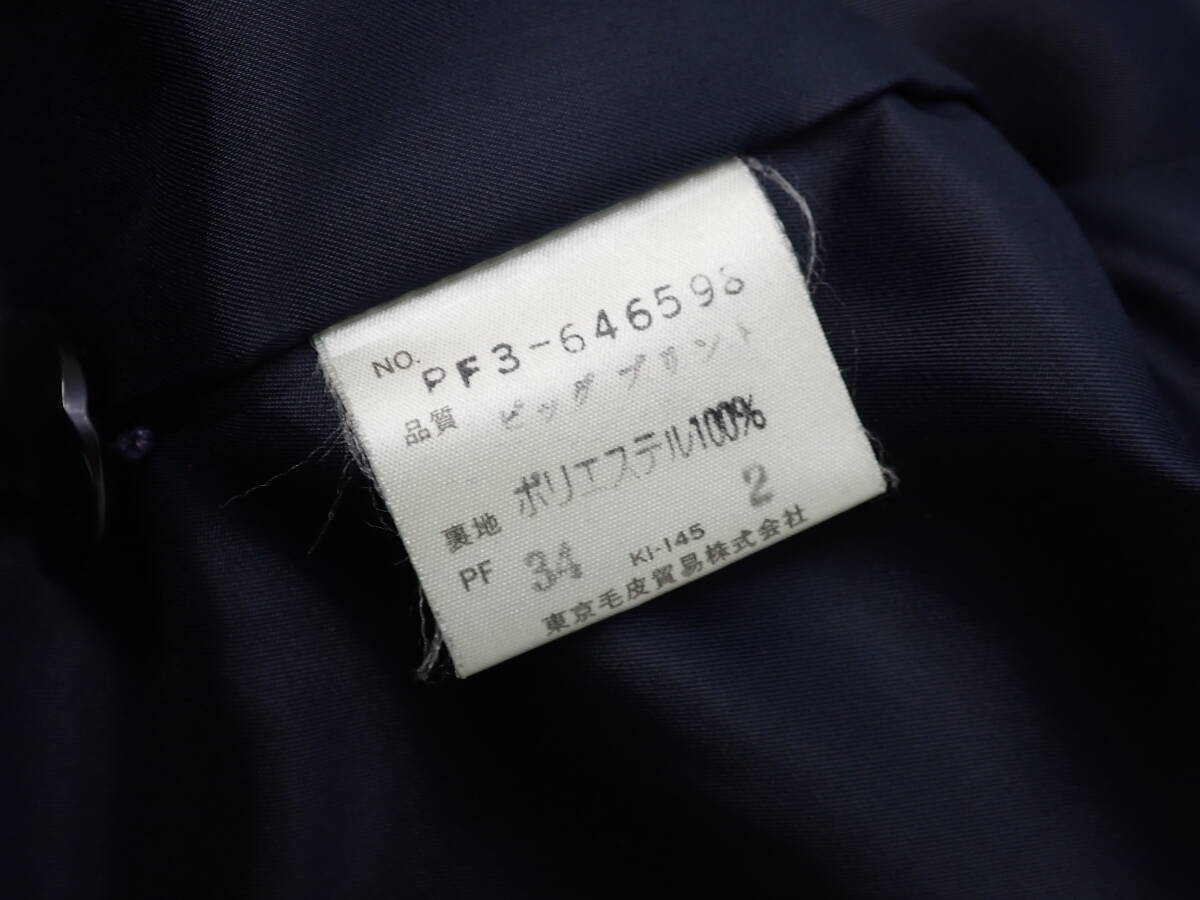 NO. PF3-646598
品質 ピッグプリント
裏地 ポリエステル100%
PF 34 KI-145 2
東京毛皮貿易株式会社